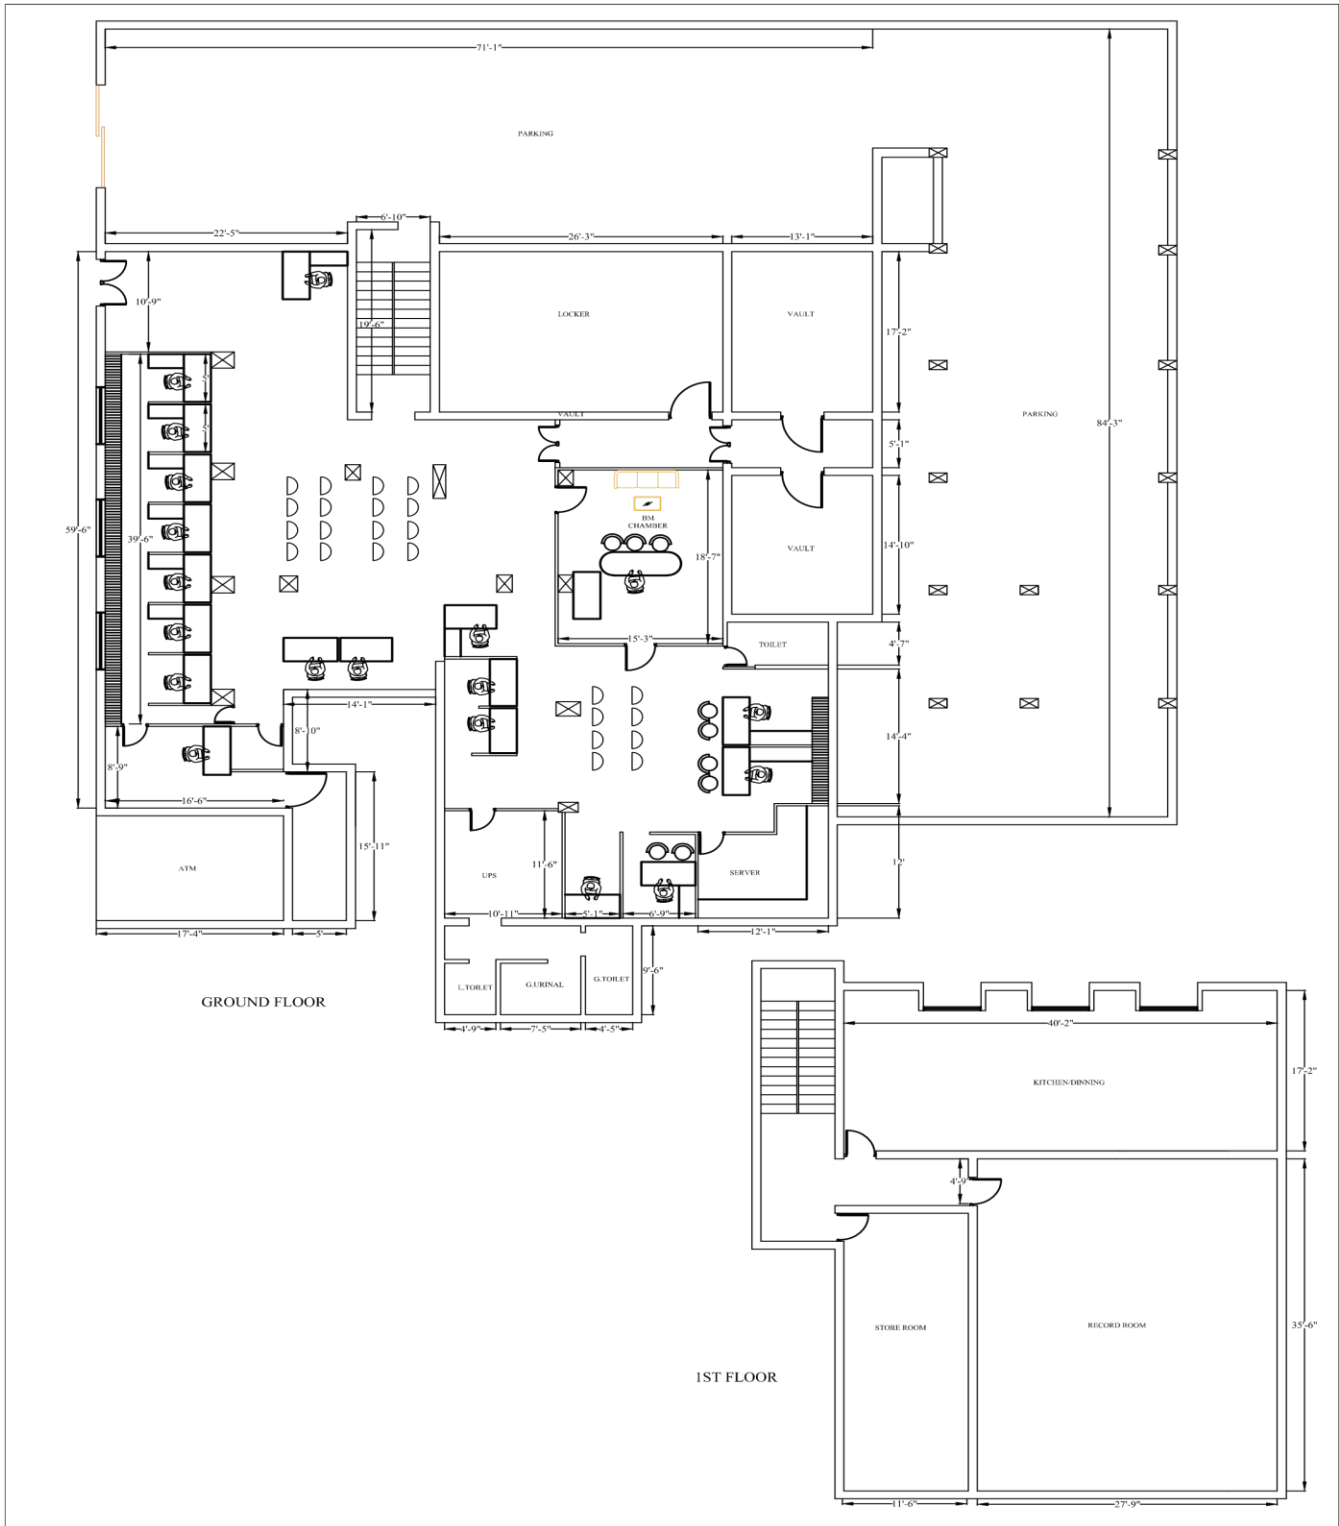 71'-1"
PARKING
6'-10"
22'-5"
26'-3"
13'-1"
10'-9"
19'-6"
LOCKER
VAULT
17'-2"
VAULT
PARKING
84'-3"
5'-1"
59'-6"
39'-6"
BM
CHAMBER
18'-7"
VAULT
14'-10"
15'-3"
TOILET
4'-7"
14'-1"
8'-10"
14'-4"
8'-9"
16'-6"
15'-11"
ATM
UPS
11'-6"
SERVER
12'
10'-11"
5'-1"
6'-9"
17'-4"
5'
12'-1"
9'-6"
L.TOILET
G.URINAL
G.TOILET
GROUND FLOOR
4'-9"
7'-5"
4'-5"
40'-2"
17'-2"
KITCHEN/DINNING
4'-9"
STORE ROOM
RECORD ROOM
35'-6"
1ST FLOOR
11'-6"
27'-9"